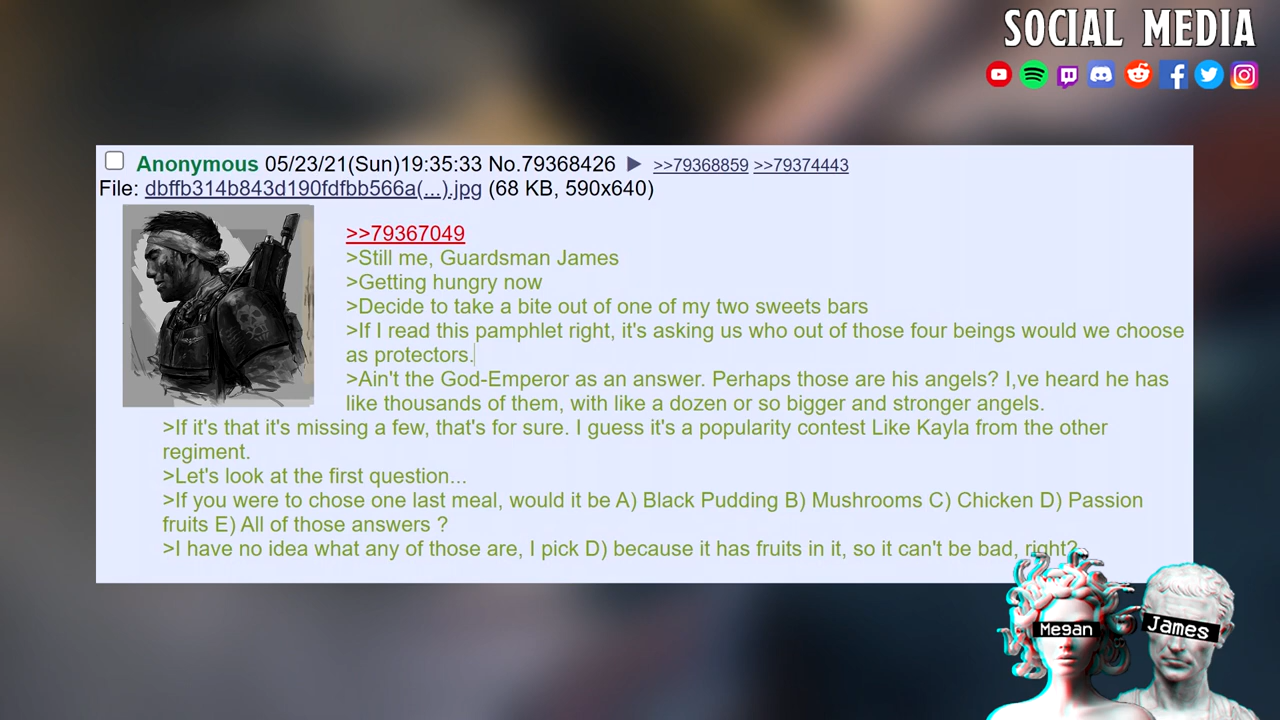 SOCIAL MEDIA
Anonymous 05/23/21(Sun)19:35:33 No.79368426 ▶ >>79368859 >>79374443
File: dbffb314b843d190fdfbb566a(...).jpg (68 KB, 590x640)
>>79367049
>Still me, Guardsman James
>Getting hungry now
>Decide to take a bite out of one of my two sweets bars
>If I read this pamphlet right, it's asking us who out of those four beings would we choose
as protectors.
>Ain't the God-Emperor as an answer. Perhaps those are his angels? I,ve heard he has
like thousands of them, with like a dozen or so bigger and stronger angels.
>If it's that it's missing a few, that's for sure. I guess it's a popularity contest Like Kayla from the other
regiment.
>Let's look at the first question...
>If you were to chose one last meal, would it be A) Black Pudding B) Mushrooms C) Chicken D) Passion
fruits E) All of those answers ?
>I have no idea what any of those are, I pick D) because it has fruits in it, so it can't be bad, right?
Megan
James